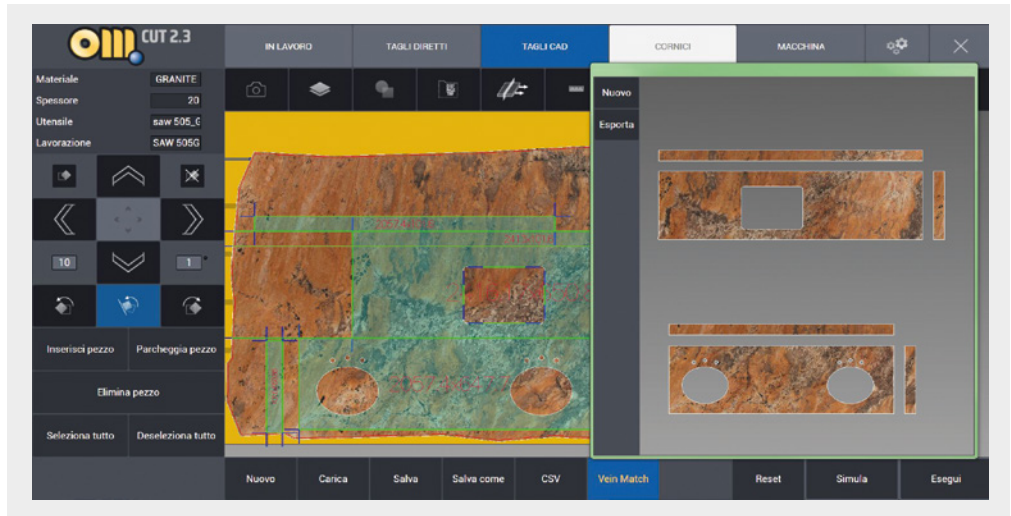 OM CUT 2.3
IN LAVORO
TAGLI DIRETTI
TAGLI CAD
CORNICI
MACCHINA
Materiale GRANITE
Spessore 20
Utensile saw 505_G
Lavorazione SAW 505G
10
1°
Inserisci pezzo
Parcheggia pezzo
Elimina pezzo
Seleziona tutto
Deseleziona tutto
Nuovo
Esporta
Nuovo
Carica
Salva
Salva come
CSV
Vein Match
Reset
Simula
Esegui